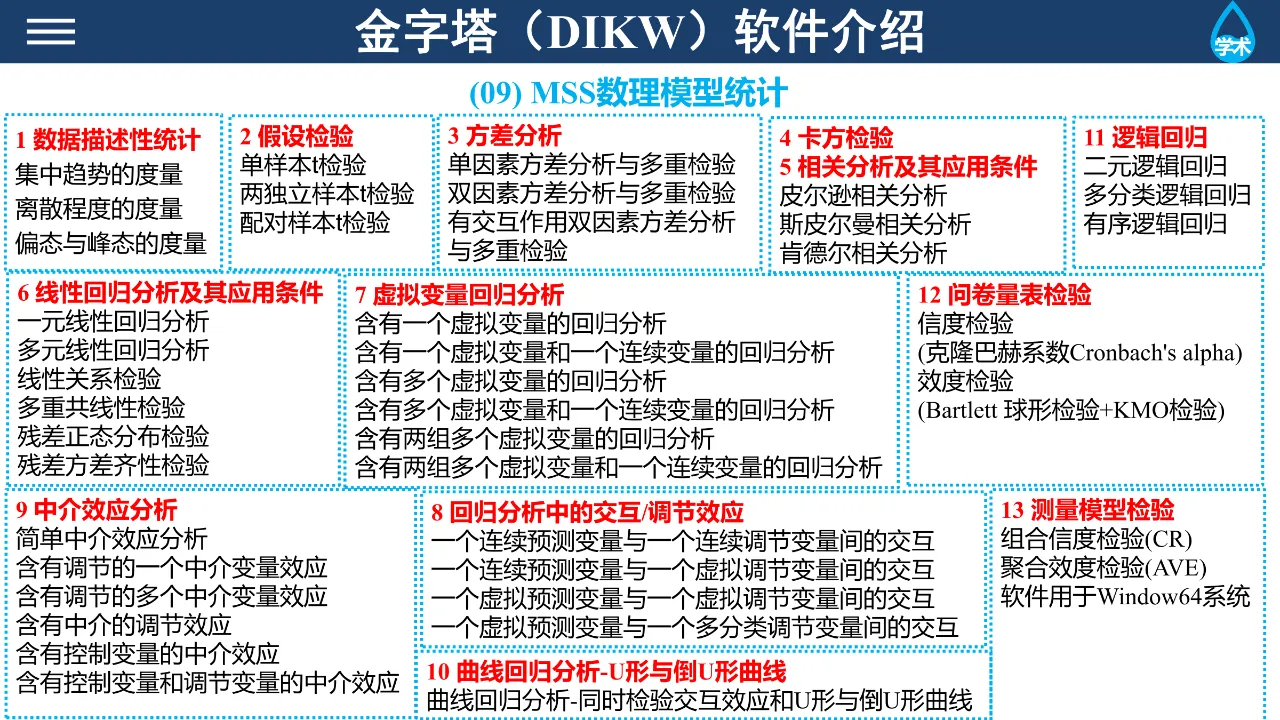 金字塔（DIKW）软件介绍
学术
(09) MSS数理模型统计
1 数据描述性统计
集中趋势的度量
离散程度的度量
偏态与峰态的度量
2 假设检验
单样本t检验
两独立样本t检验
配对样本t检验
3 方差分析
单因素方差分析与多重检验
双因素方差分析与多重检验
有交互作用双因素方差分析
与多重检验
4 卡方检验
5 相关分析及其应用条件
皮尔逊相关分析
斯皮尔曼相关分析
肯德尔相关分析
11 逻辑回归
二元逻辑回归
多分类逻辑回归
有序逻辑回归
6 线性回归分析及其应用条件
一元线性回归分析
多元线性回归分析
线性关系检验
多重共线性检验
残差正态分布检验
残差方差齐性检验
7 虚拟变量回归分析
含有一个虚拟变量的回归分析
含有一个虚拟变量和一个连续变量的回归分析
含有多个虚拟变量的回归分析
含有多个虚拟变量和一个连续变量的回归分析
含有两组多个虚拟变量的回归分析
含有两组多个虚拟变量和一个连续变量的回归分析
12 问卷量表检验
信度检验
(克隆巴赫系数Cronbach's alpha)
效度检验
(Bartlett 球形检验+KMO检验)
9 中介效应分析
简单中介效应分析
含有调节的一个中介变量效应
含有调节的多个中介变量效应
含有中介的调节效应
含有控制变量的中介效应
含有控制变量和调节变量的中介效应
8 回归分析中的交互/调节效应
一个连续预测变量与一个连续调节变量间的交互
一个连续预测变量与一个虚拟调节变量间的交互
一个虚拟预测变量与一个虚拟调节变量间的交互
一个虚拟预测变量与一个多分类调节变量间的交互
10 曲线回归分析-U形与倒U形曲线
曲线回归分析-同时检验交互效应和U形与倒U形曲线
13 测量模型检验
组合信度检验(CR)
聚合效度检验(AVE)
软件用于Window64系统